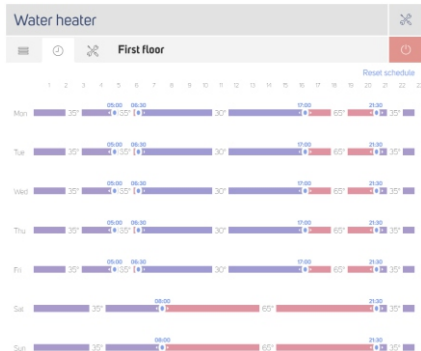 Water heater
First floor
Reset schedule
1 2 3 4 5 6 7 8 9 10 11 12 13 14 15 16 17 18 19 20 21 22
05:00 06:30 17:00 21:30
Mon 35° 35° 30° 65° 35°
05:00 06:30 17:00 21:30
Tue 35° 35° 30° 65° 35°
05:00 06:30 17:00 21:30
Wed 35° 35° 30° 65° 35°
05:00 06:30 17:00 21:30
Thu 35° 35° 30° 65° 35°
05:00 06:30 17:00 21:30
Fri 35° 35° 30° 65° 35°
08:00 21:30
Sat 35° 65° 35°
08:00 21:30
Sun 35° 65° 35°